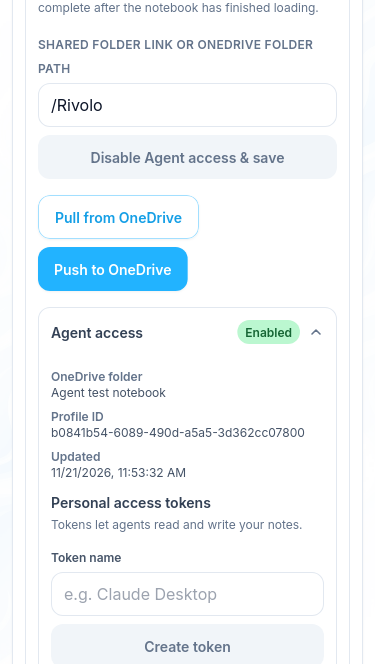 complete after the notebook has finished loading.
SHARED FOLDER LINK OR ONEDRIVE FOLDER
PATH
/Rivolo
Disable Agent access & save
Pull from OneDrive
Push to OneDrive
Agent access
Enabled
OneDrive folder
Agent test notebook
Profile ID
b0841b54-6089-490d-a5a5-3d362cc07800
Updated
11/21/2026, 11:53:32 AM
Personal access tokens
Tokens let agents read and write your notes.
Token name
e.g. Claude Desktop
Create token